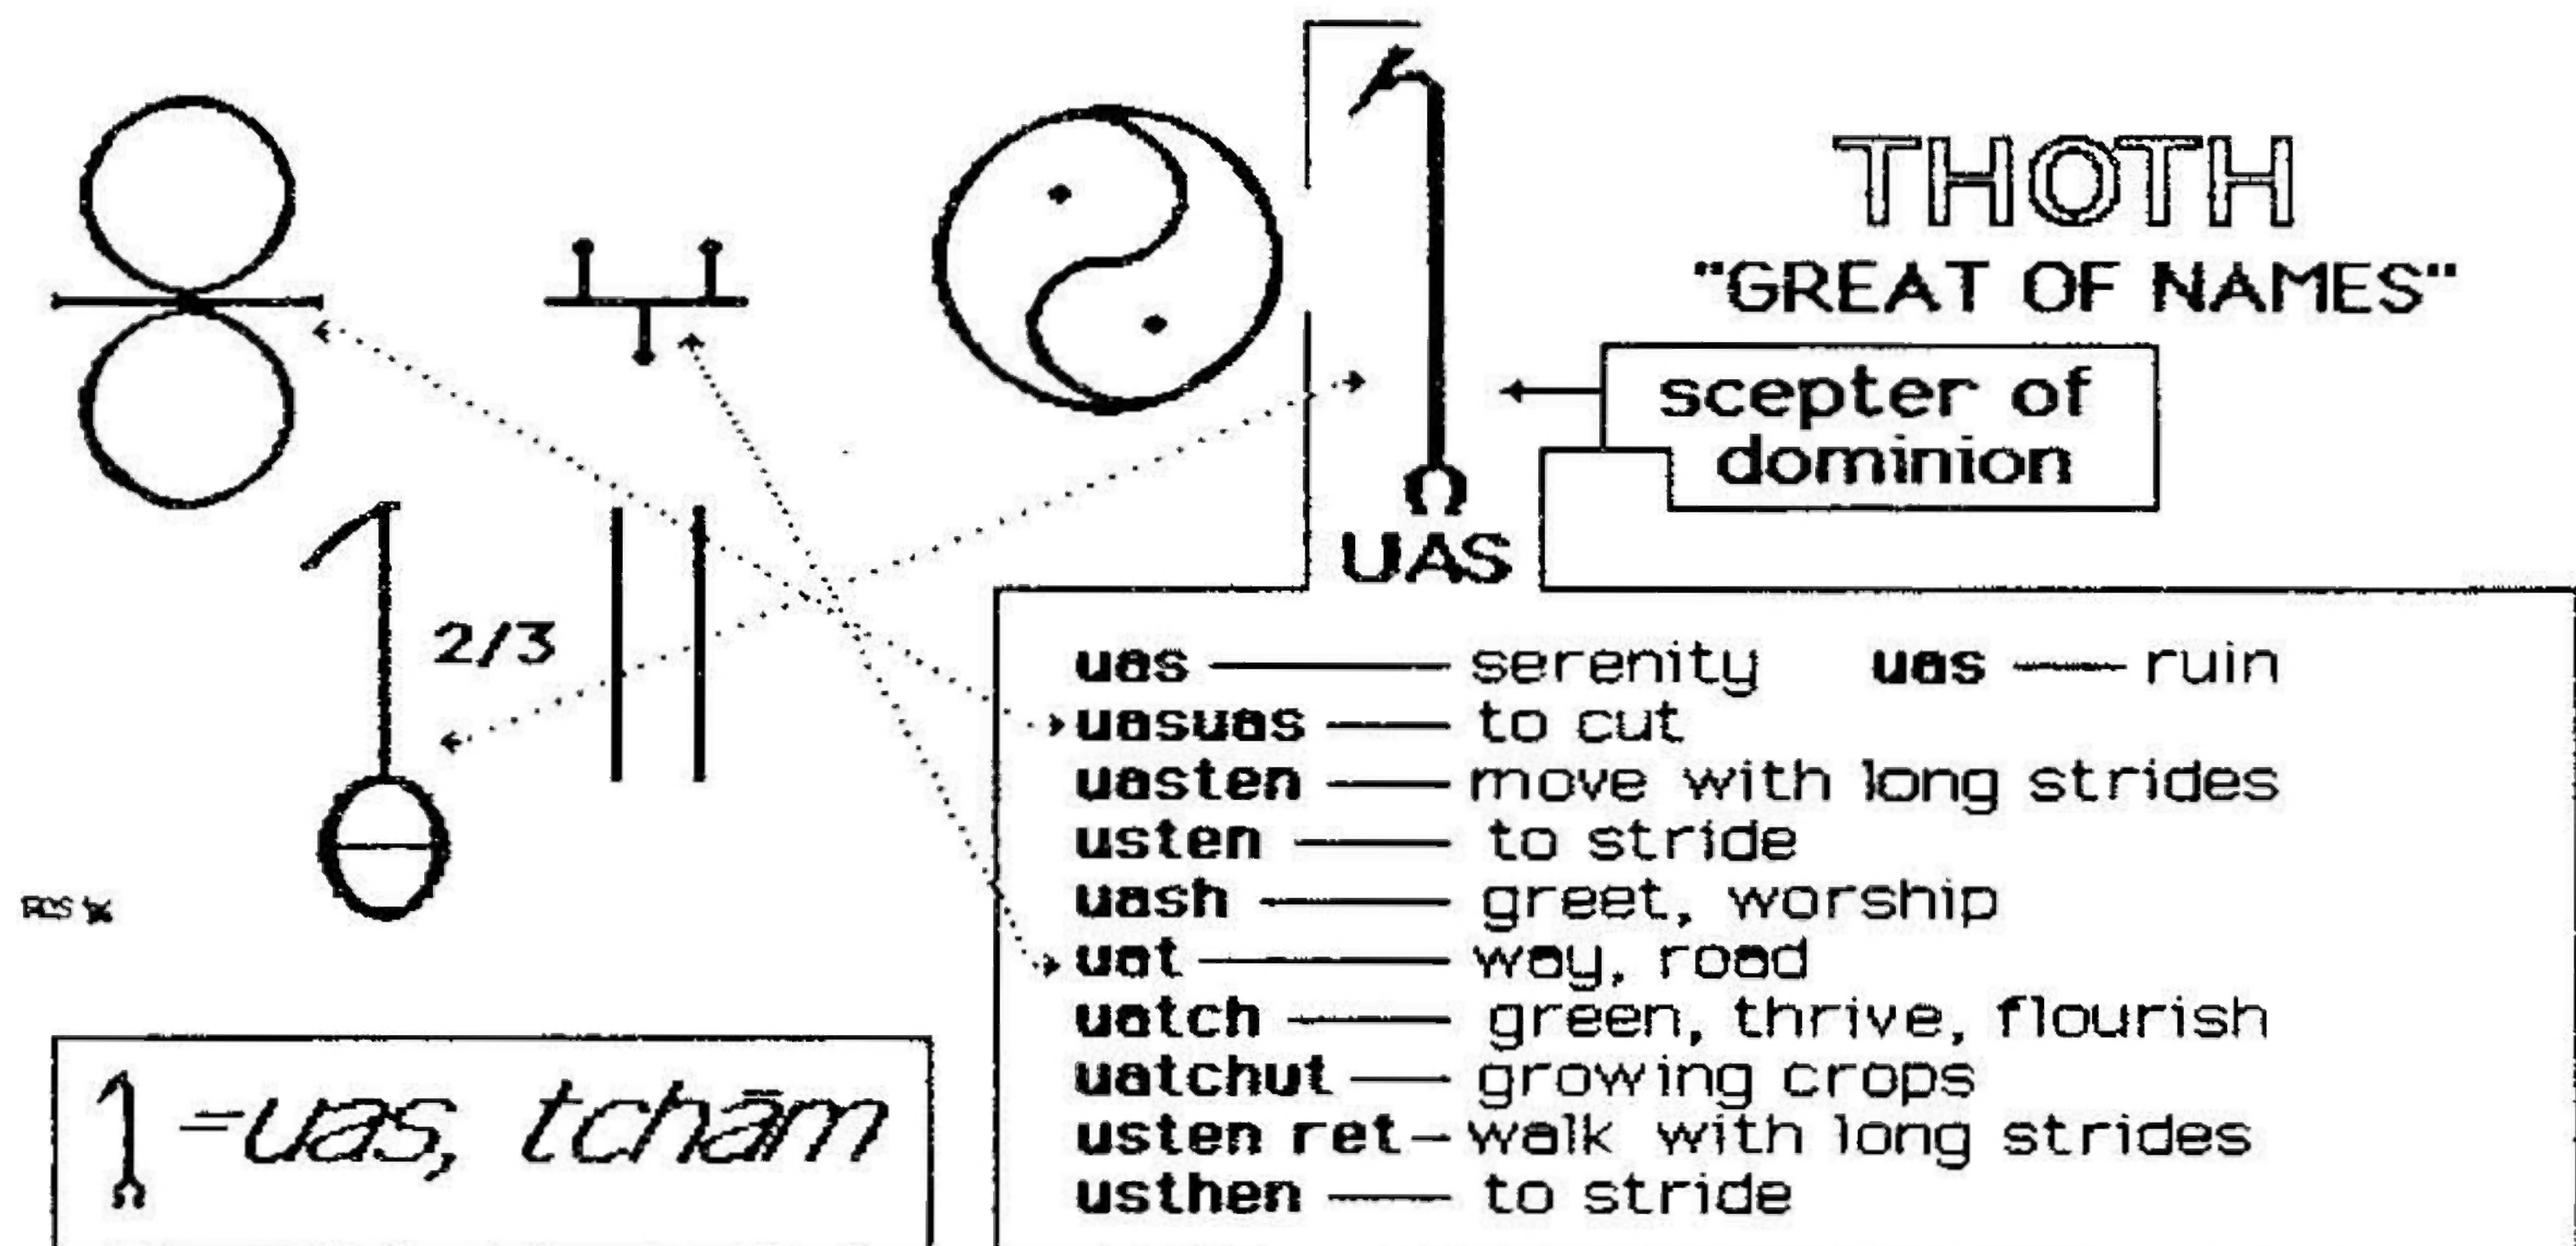 THOTH
"GREAT OF NAMES"
scepter of
dominion
UAS
2/3
uas — serenity uas — ruin
uasuas — to cut
uasten — move with long strides
usten — to stride
uash — greet, worship
uat — way, road
uatch — green, thrive, flourish
uatchut — growing crops
usten ret — walk with long strides
usthen — to stride
=uas, tchām